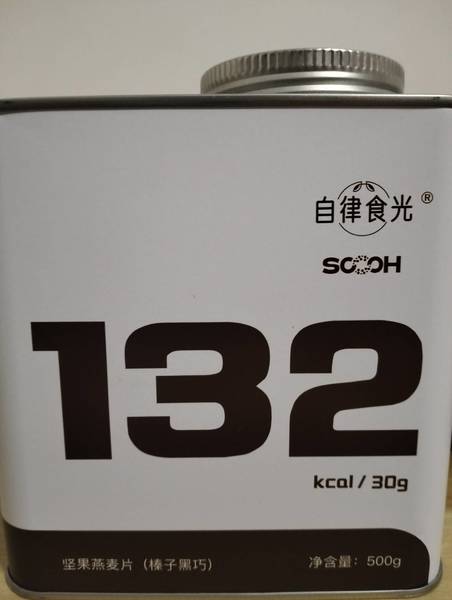 自律食光®
SCOOH
132
kcal / 30g
坚果燕麦片（榛子黑巧）
净含量：500g